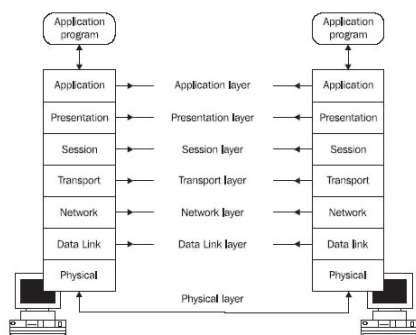 Application
program
Application
program
Application Application layer Application
Presentation Presentation layer Presentation
Session Session layer Session
Transport Transport layer Transport
Network Network layer Network
Data Link Data Link layer Data link
Physical Physical
Physical layer